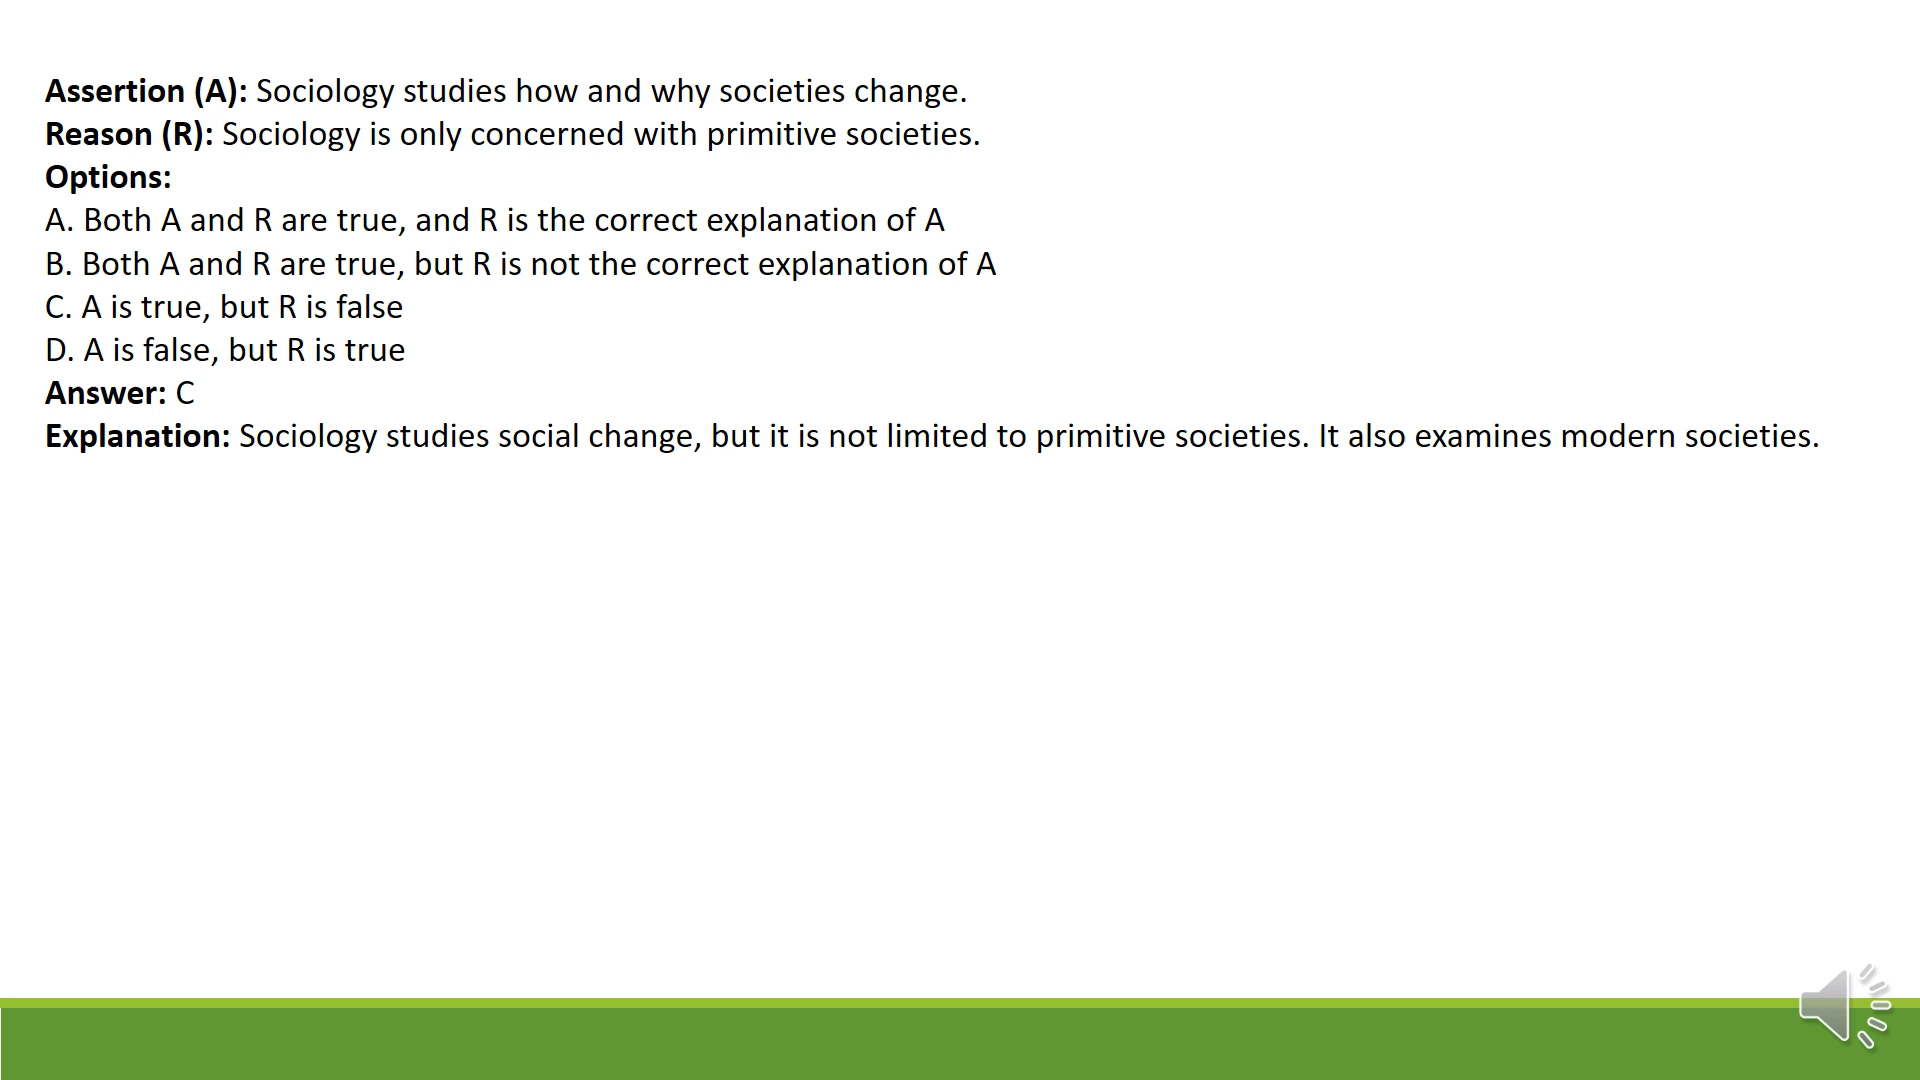 Assertion (A): Sociology studies how and why societies change.
Reason (R): Sociology is only concerned with primitive societies.
Options:
A. Both A and R are true, and R is the correct explanation of A
B. Both A and R are true, but R is not the correct explanation of A
C. A is true, but R is false
D. A is false, but R is true
Answer: C
Explanation: Sociology studies social change, but it is not limited to primitive societies. It also examines modern societies.